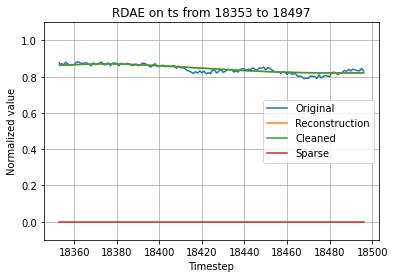 RDAE on ts from 18353 to 18497
1.0
0.8
0.6
0.4
0.2
0.0
Normalized value
Original
Reconstruction
Cleaned
Sparse
18360 18380 18400 18420 18440 18460 18480 18500
Timestep